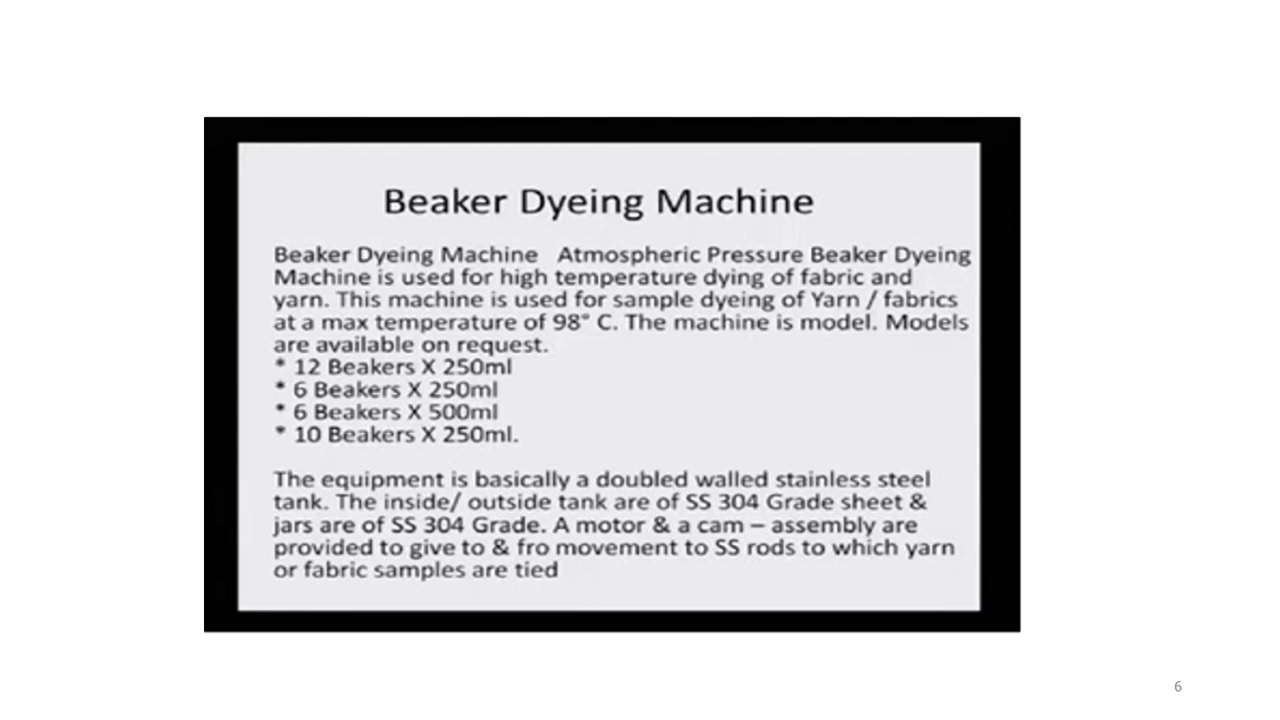 Beaker Dyeing Machine
Beaker Dyeing Machine   Atmospheric Pressure Beaker Dyeing
Machine is used for high temperature dying of fabric and
yarn. This machine is used for sample dyeing of Yarn / fabrics
at a max temperature of 98° C. The machine is model. Models
are available on request.
* 12 Beakers X 250ml
* 6 Beakers X 250ml
* 6 Beakers X 500ml
* 10 Beakers X 250ml.
The equipment is basically a doubled walled stainless steel
tank. The inside/ outside tank are of SS 304 Grade sheet &
jars are of SS 304 Grade. A motor & a cam – assembly are
provided to give to & fro movement to SS rods to which yarn
or fabric samples are tied
6